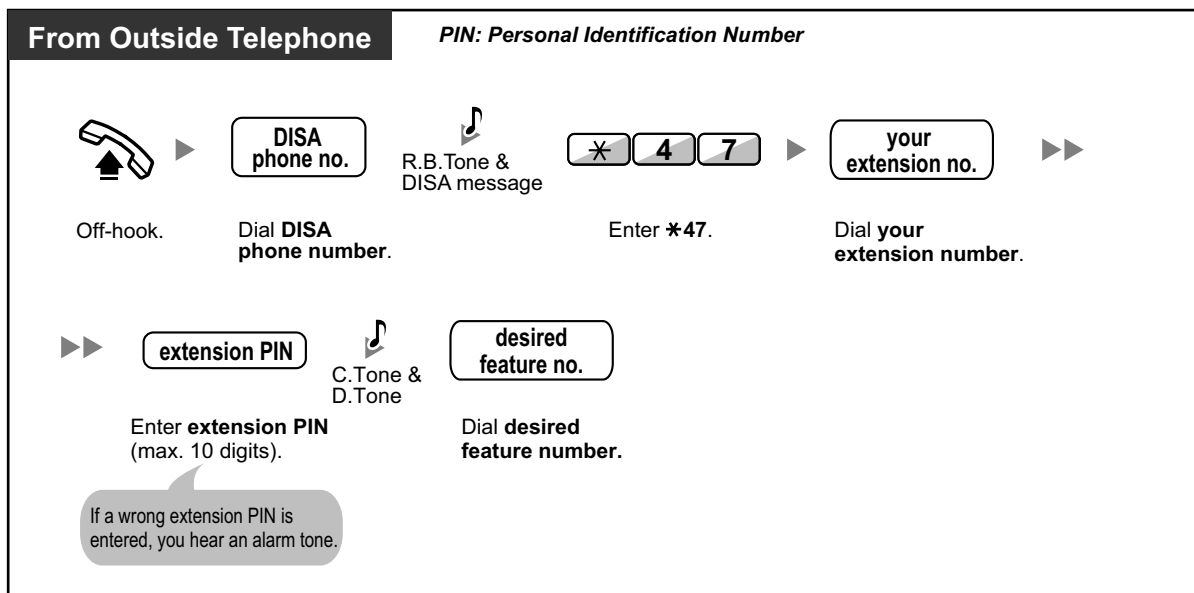 From Outside Telephone
PIN: Personal Identification Number
DISA
phone no.
R.B.Tone &
DISA message
* 4 7
your
extension no.
Off-hook.
Dial DISA
phone number.
Enter *47.
Dial your
extension number.
extension PIN
C.Tone &
D.Tone
desired
feature no.
Enter extension PIN
(max. 10 digits).
Dial desired
feature number.
If a wrong extension PIN is
entered, you hear an alarm tone.